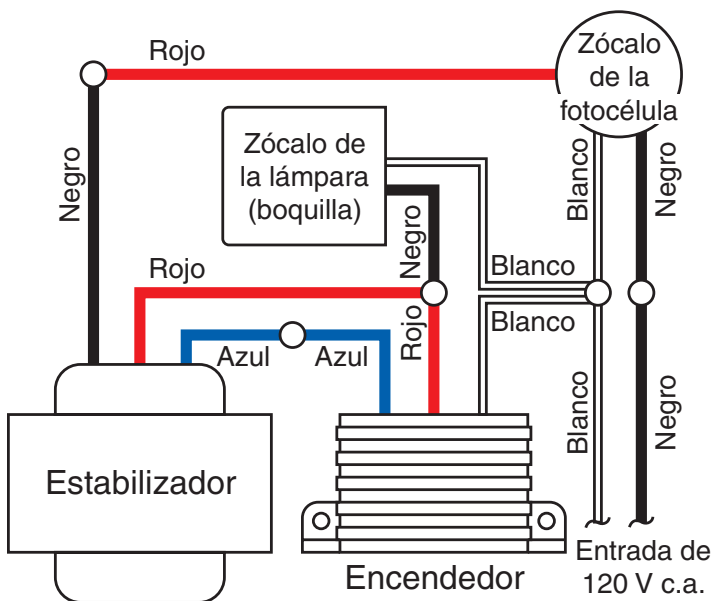 Rojo
Zócalo
de la
fotocélula
Negro
Zócalo de
la lámpara
(boquilla)
Blanco
Negro
Negro
Rojo
Blanco
Blanco
Rojo
Azul
Azul
Blanco
Negro
Estabilizador
Encendedor
Entrada de
120 V c.a.